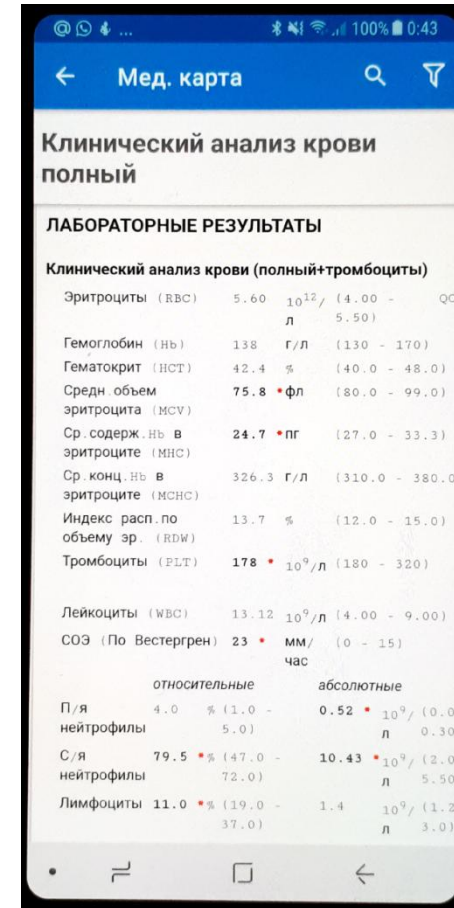 100% 0:43
Мед. карта
Клинический анализ крови
полный
ЛАБОРАТОРНЫЕ РЕЗУЛЬТАТЫ
Клинический анализ крови (полный+тромбоциты)
Эритроциты (RBC) 5.60 10¹²/ (4.00 - QC
л 5.50)
Гемоглобин (Hb) 138 г/л (130 - 170)
Гематокрит (HCT) 42.4 % (40.0 - 48.0)
Средн.объем 75.8 •фл (80.0 - 99.0)
эритроцита (MCV)
Ср.содерж.Hb в 24.7 •пг (27.0 - 33.3)
эритроците (MHC)
Ср.конц.Hb в 326.3 г/л (310.0 - 380.0
эритроците (MCHC)
Индекс расп.по 13.7 % (12.0 - 15.0)
объему эр. (RDW)
Тромбоциты (PLT) 178 • 10⁹/л (180 - 320)
Лейкоциты (WBC) 13.12 10⁹/л (4.00 - 9.00)
СОЭ (По Вестергрен) 23 • мм/ (0 - 15)
час
относительные абсолютные
П/я 4.0 % (1.0 - 0.52 • 10⁹/ (0.0
нейтрофилы 5.0) л 0.30
С/я 79.5 •% (47.0 - 10.43 •10⁹/ (2.0
нейтрофилы 72.0) л 5.50
Лимфоциты 11.0 •% (19.0 - 1.4 10⁹/ (1.2
37.0) л 3.0)